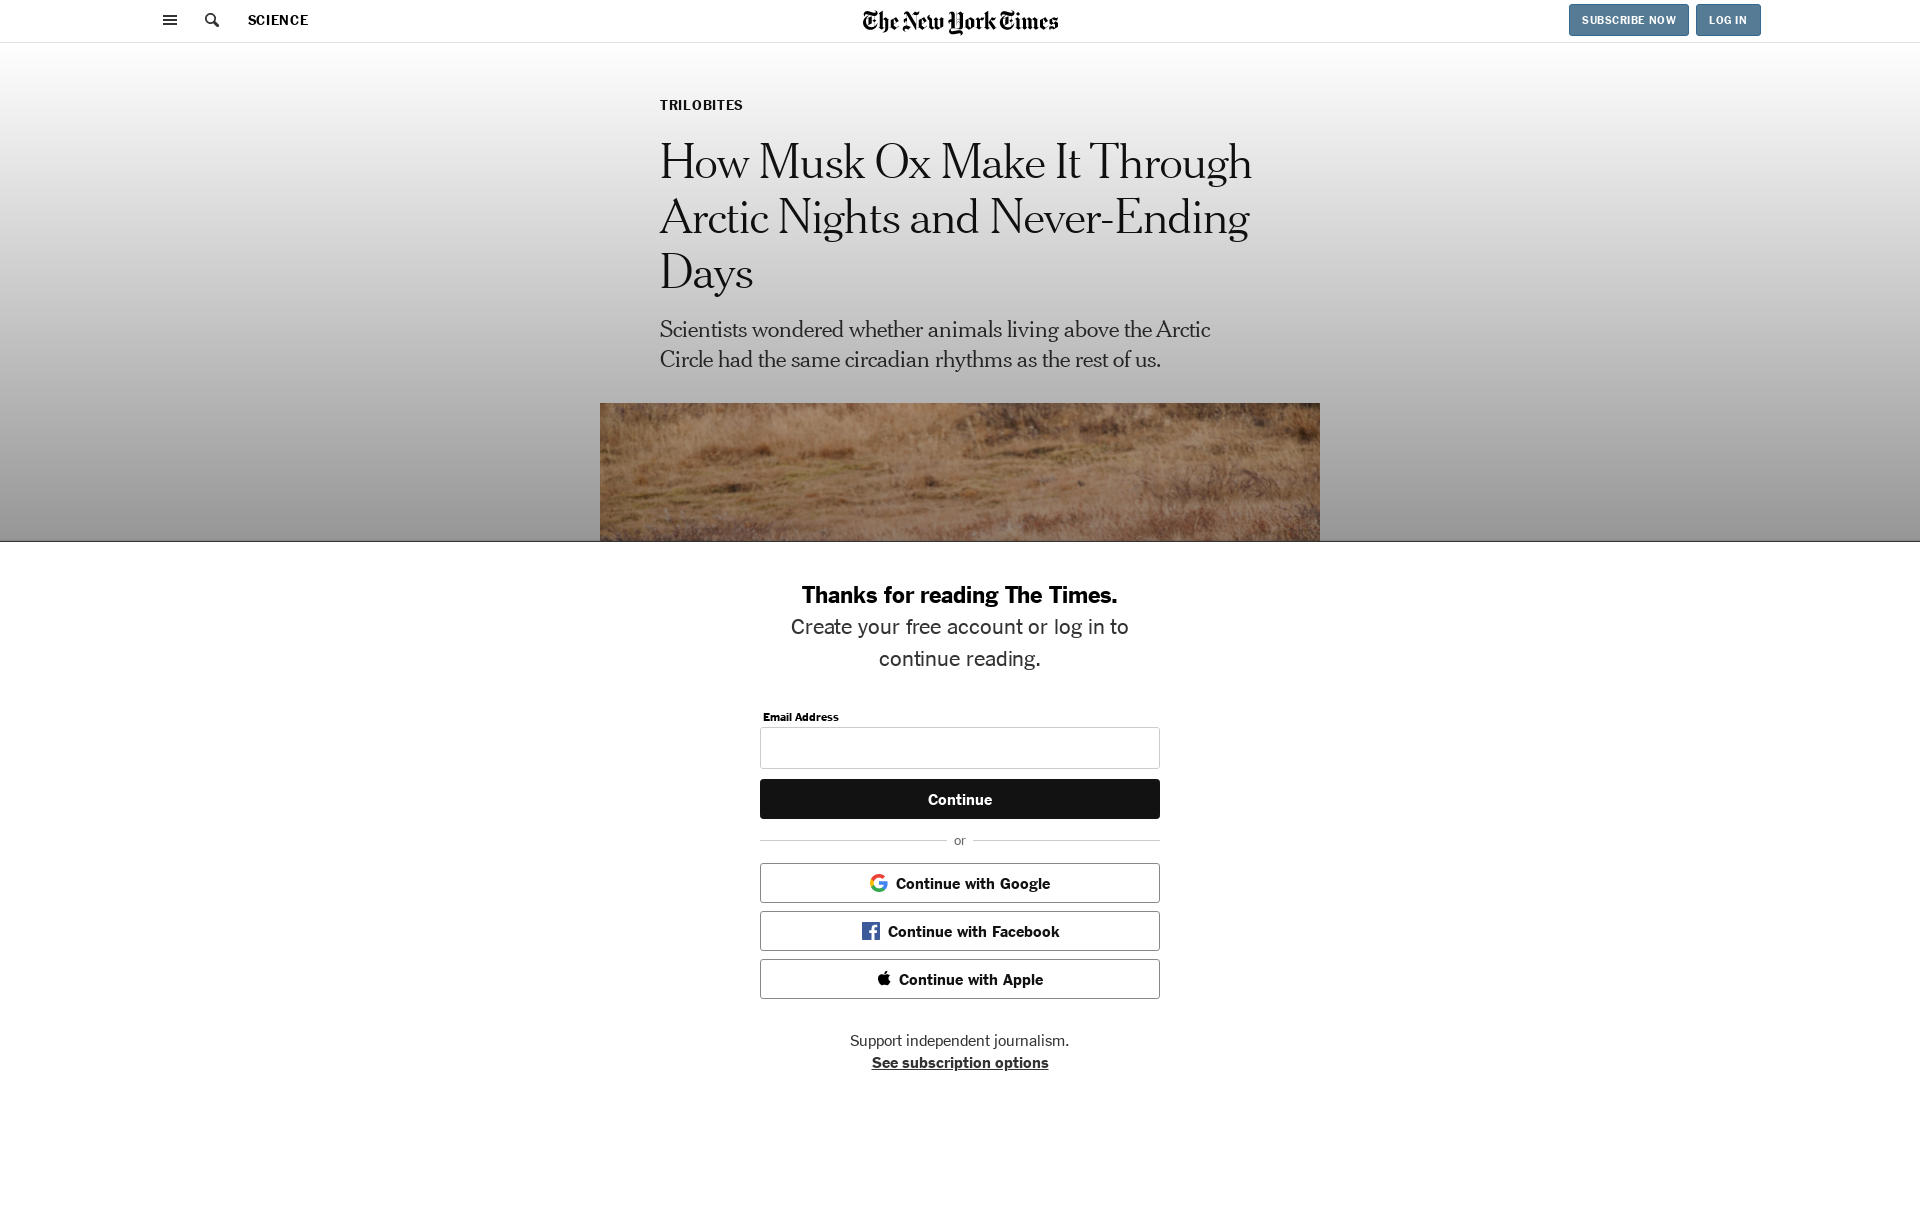 SCIENCE
The New York Times
SUBSCRIBE NOW
LOG IN
TRILOBITES
How Musk Ox Make It Through
Arctic Nights and Never-Ending
Days
Scientists wondered whether animals living above the Arctic
Circle had the same circadian rhythms as the rest of us.
Thanks for reading The Times.
Create your free account or log in to
continue reading.
Email Address
Continue
or
Continue with Google
Continue with Facebook
Continue with Apple
Support independent journalism.
See subscription options